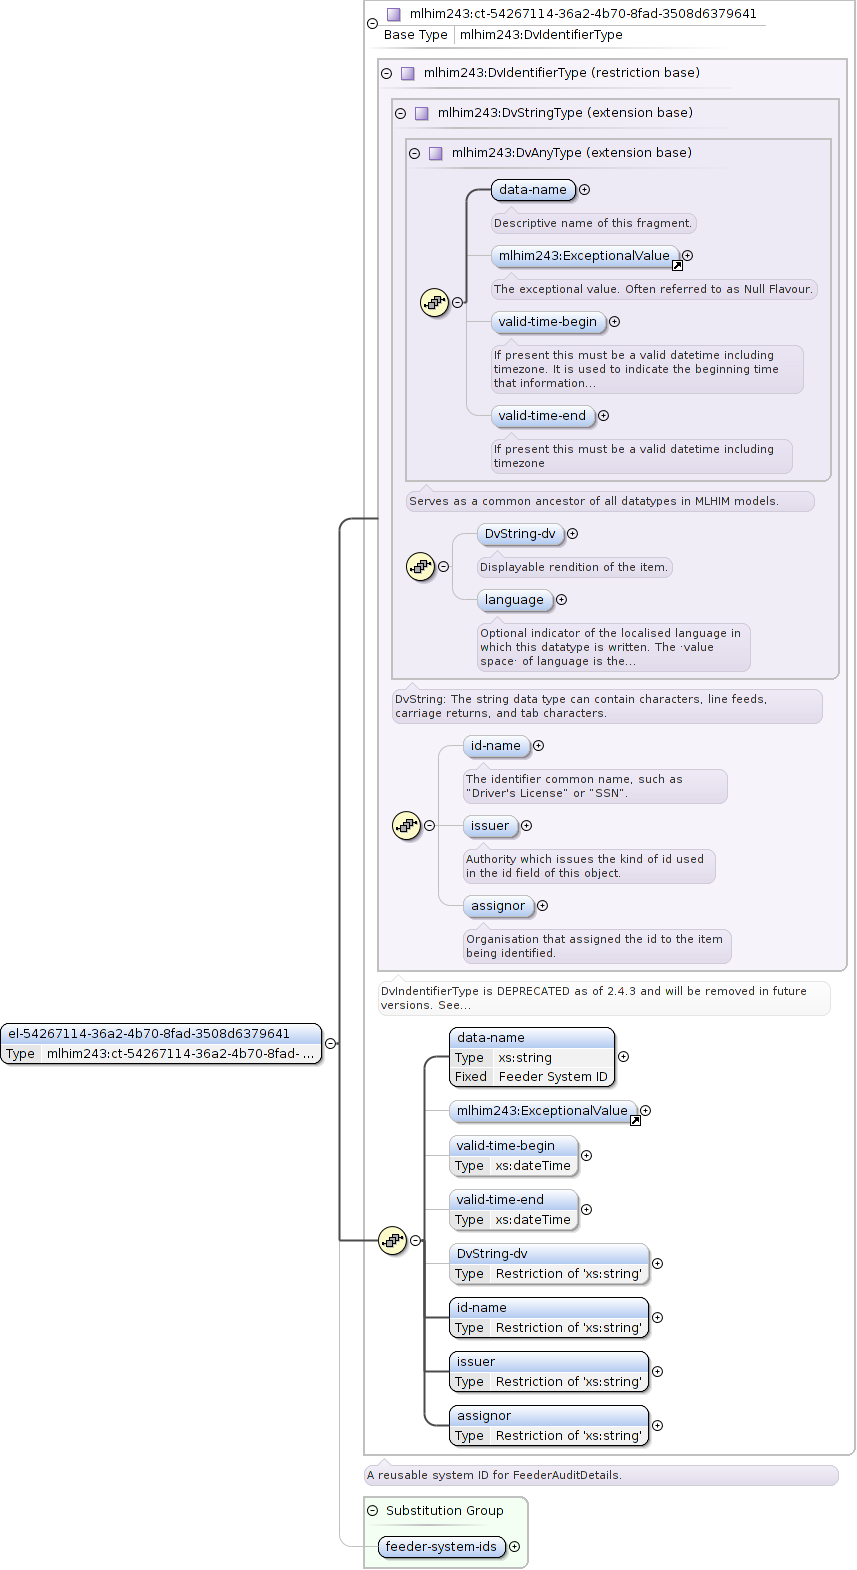 mlhim243:ct-54267114-36a2-4b70-8fad-3508d6379641
Base Type mlhim243:DvIdentifierType
mlhim243:DvIdentifierType (restriction base)
mlhim243:DvStringType (extension base)
mlhim243:DvAnyType (extension base)
data-name
Descriptive name of this fragment.
mlhim243:ExceptionalValue
The exceptional value. Often referred to as Null Flavour.
valid-time-begin
If present this must be a valid datetime including
timezone. It is used to indicate the beginning time
that information...
valid-time-end
If present this must be a valid datetime including
timezone
Serves as a common ancestor of all datatypes in MLHIM models.
DvString-dv
Displayable rendition of the item.
language
Optional indicator of the localised language in
which this datatype is written. The ·value
space· of language is the...
DvString: The string data type can contain characters, line feeds,
carriage returns, and tab characters.
id-name
The identifier common name, such as
“Driver's License” or “SSN”.
issuer
Authority which issues the kind of id used
in the id field of this object.
assignor
Organisation that assigned the id to the item
being identified.
DvIndentifierType is DEPRECATED as of 2.4.3 and will be removed in future
versions. See...
el-54267114-36a2-4b70-8fad-3508d6379641
Type mlhim243:ct-54267114-36a2-4b70-8fad- ...
data-name
Type xs:string
Fixed Feeder System ID
mlhim243:ExceptionalValue
valid-time-begin
Type xs:dateTime
valid-time-end
Type xs:dateTime
DvString-dv
Type Restriction of 'xs:string'
id-name
Type Restriction of 'xs:string'
issuer
Type Restriction of 'xs:string'
assignor
Type Restriction of 'xs:string'
A reusable system ID for FeederAuditDetails.
Substitution Group
feeder-system-ids